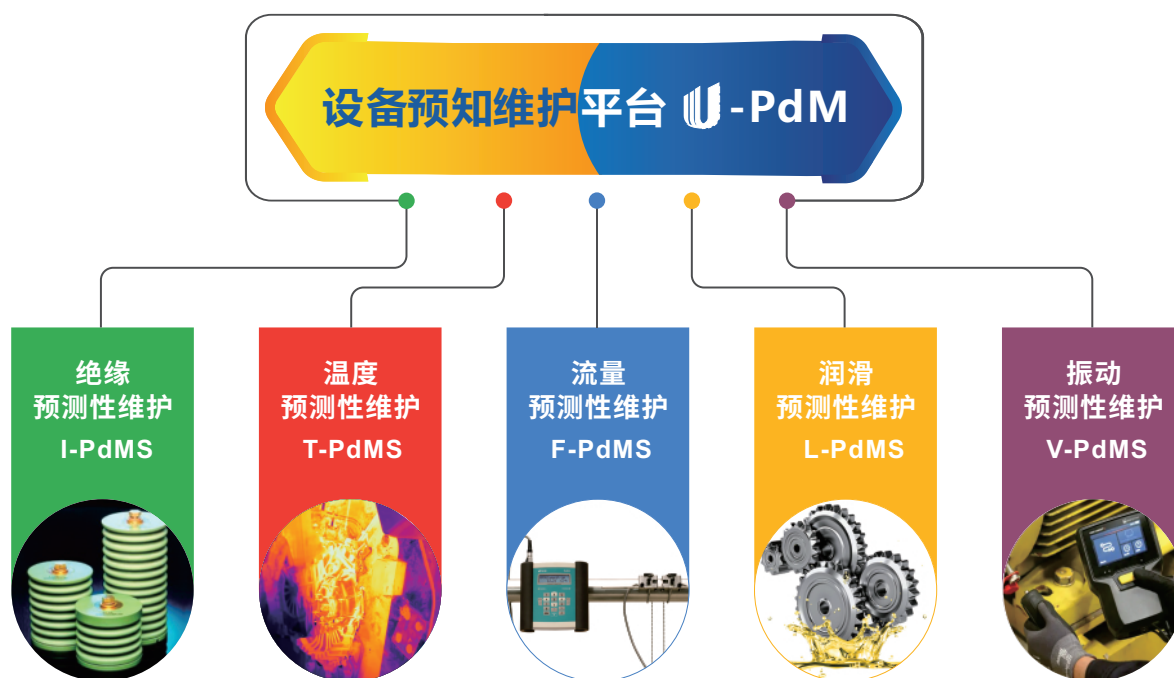 设备预知维护平台 U-PdM
绝缘
预测性维护
I-PdMS
温度
预测性维护
T-PdMS
流量
预测性维护
F-PdMS
润滑
预测性维护
L-PdMS
振动
预测性维护
V-PdMS